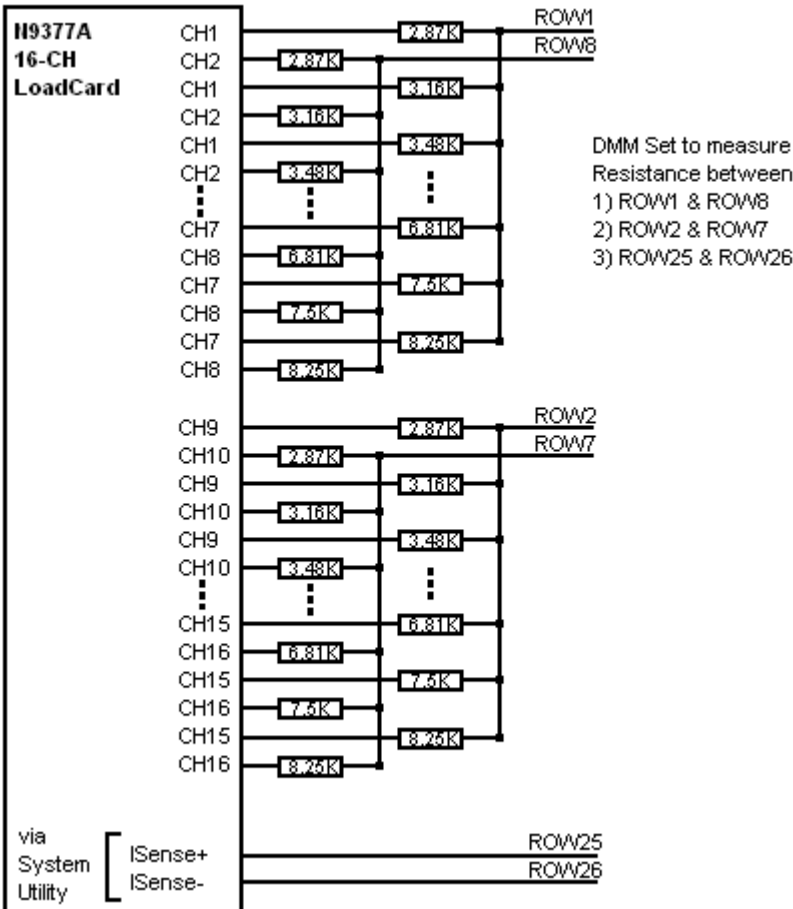 N9377A
16-CH
LoadCard
CH1 2.87K ROW1
CH2 2.87K ROW8
CH1 3.16K
CH2 3.16K
CH1 3.48K
CH2 3.48K
CH7 6.81K
CH8 6.81K
CH7 7.5K
CH8 7.5K
CH7 8.25K
CH8 8.25K
DMM Set to measure
Resistance between
1) ROW1 & ROW8
2) ROW2 & ROW7
3) ROW25 & ROW26
CH9 2.87K ROW2
CH10 2.87K ROW7
CH9 3.16K
CH10 3.16K
CH9 3.48K
CH10 3.48K
CH15 6.81K
CH16 6.81K
CH15 7.5K
CH16 7.5K
CH15 8.25K
CH16 8.25K
via
System
Utility
ISense+ ROW25
ISense- ROW26